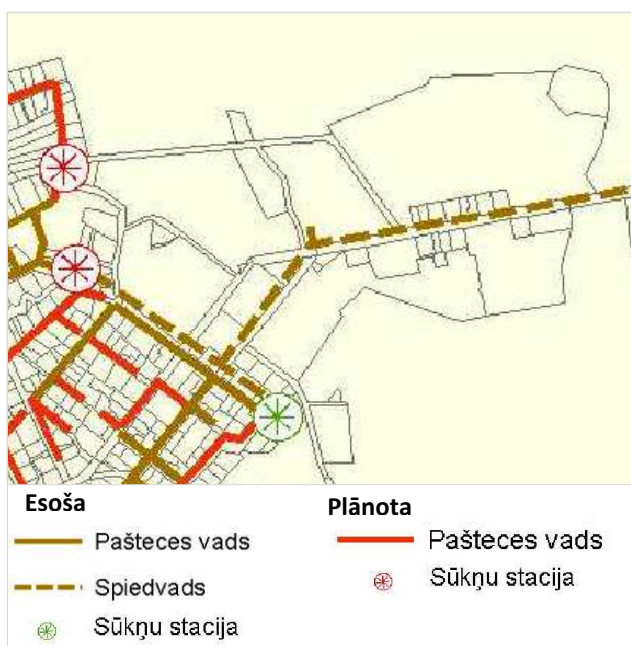 Esoša
Pašteces vads
Spiedvads
Sūkņu stacija
Plānota
Pašteces vads
Sūkņu stacija